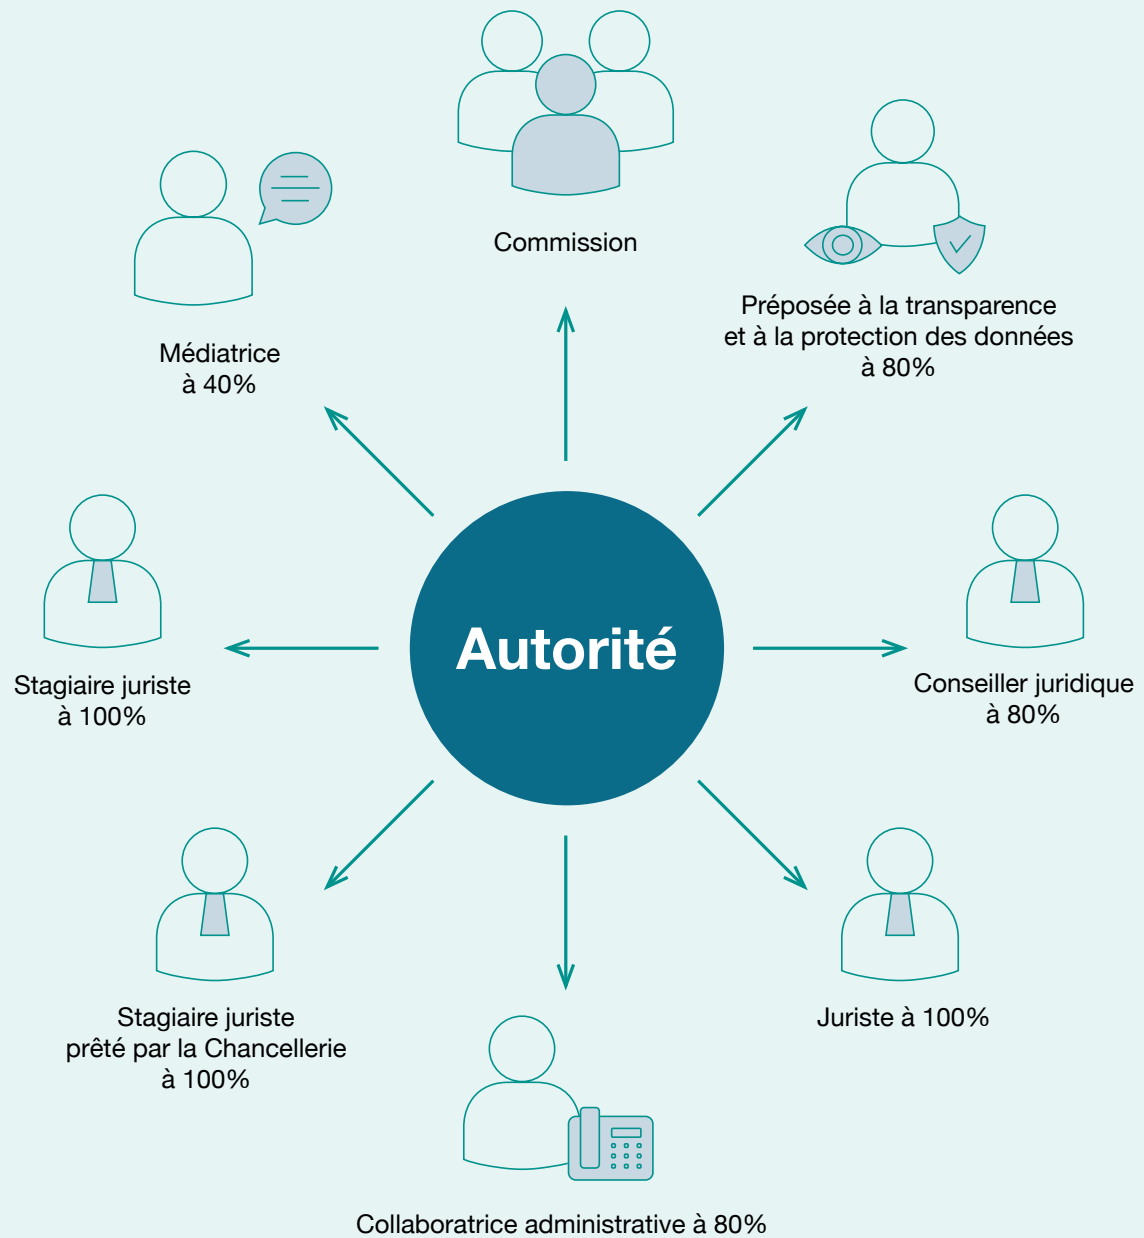 Commission
Préposée à la transparence
et à la protection des données
à 80%
Médiatrice
à 40%
Autorité
Stagiaire juriste
à 100%
Conseiller juridique
à 80%
Stagiaire juriste
prêté par la Chancellerie
à 100%
Juriste à 100%
Collaboratrice administrative à 80%